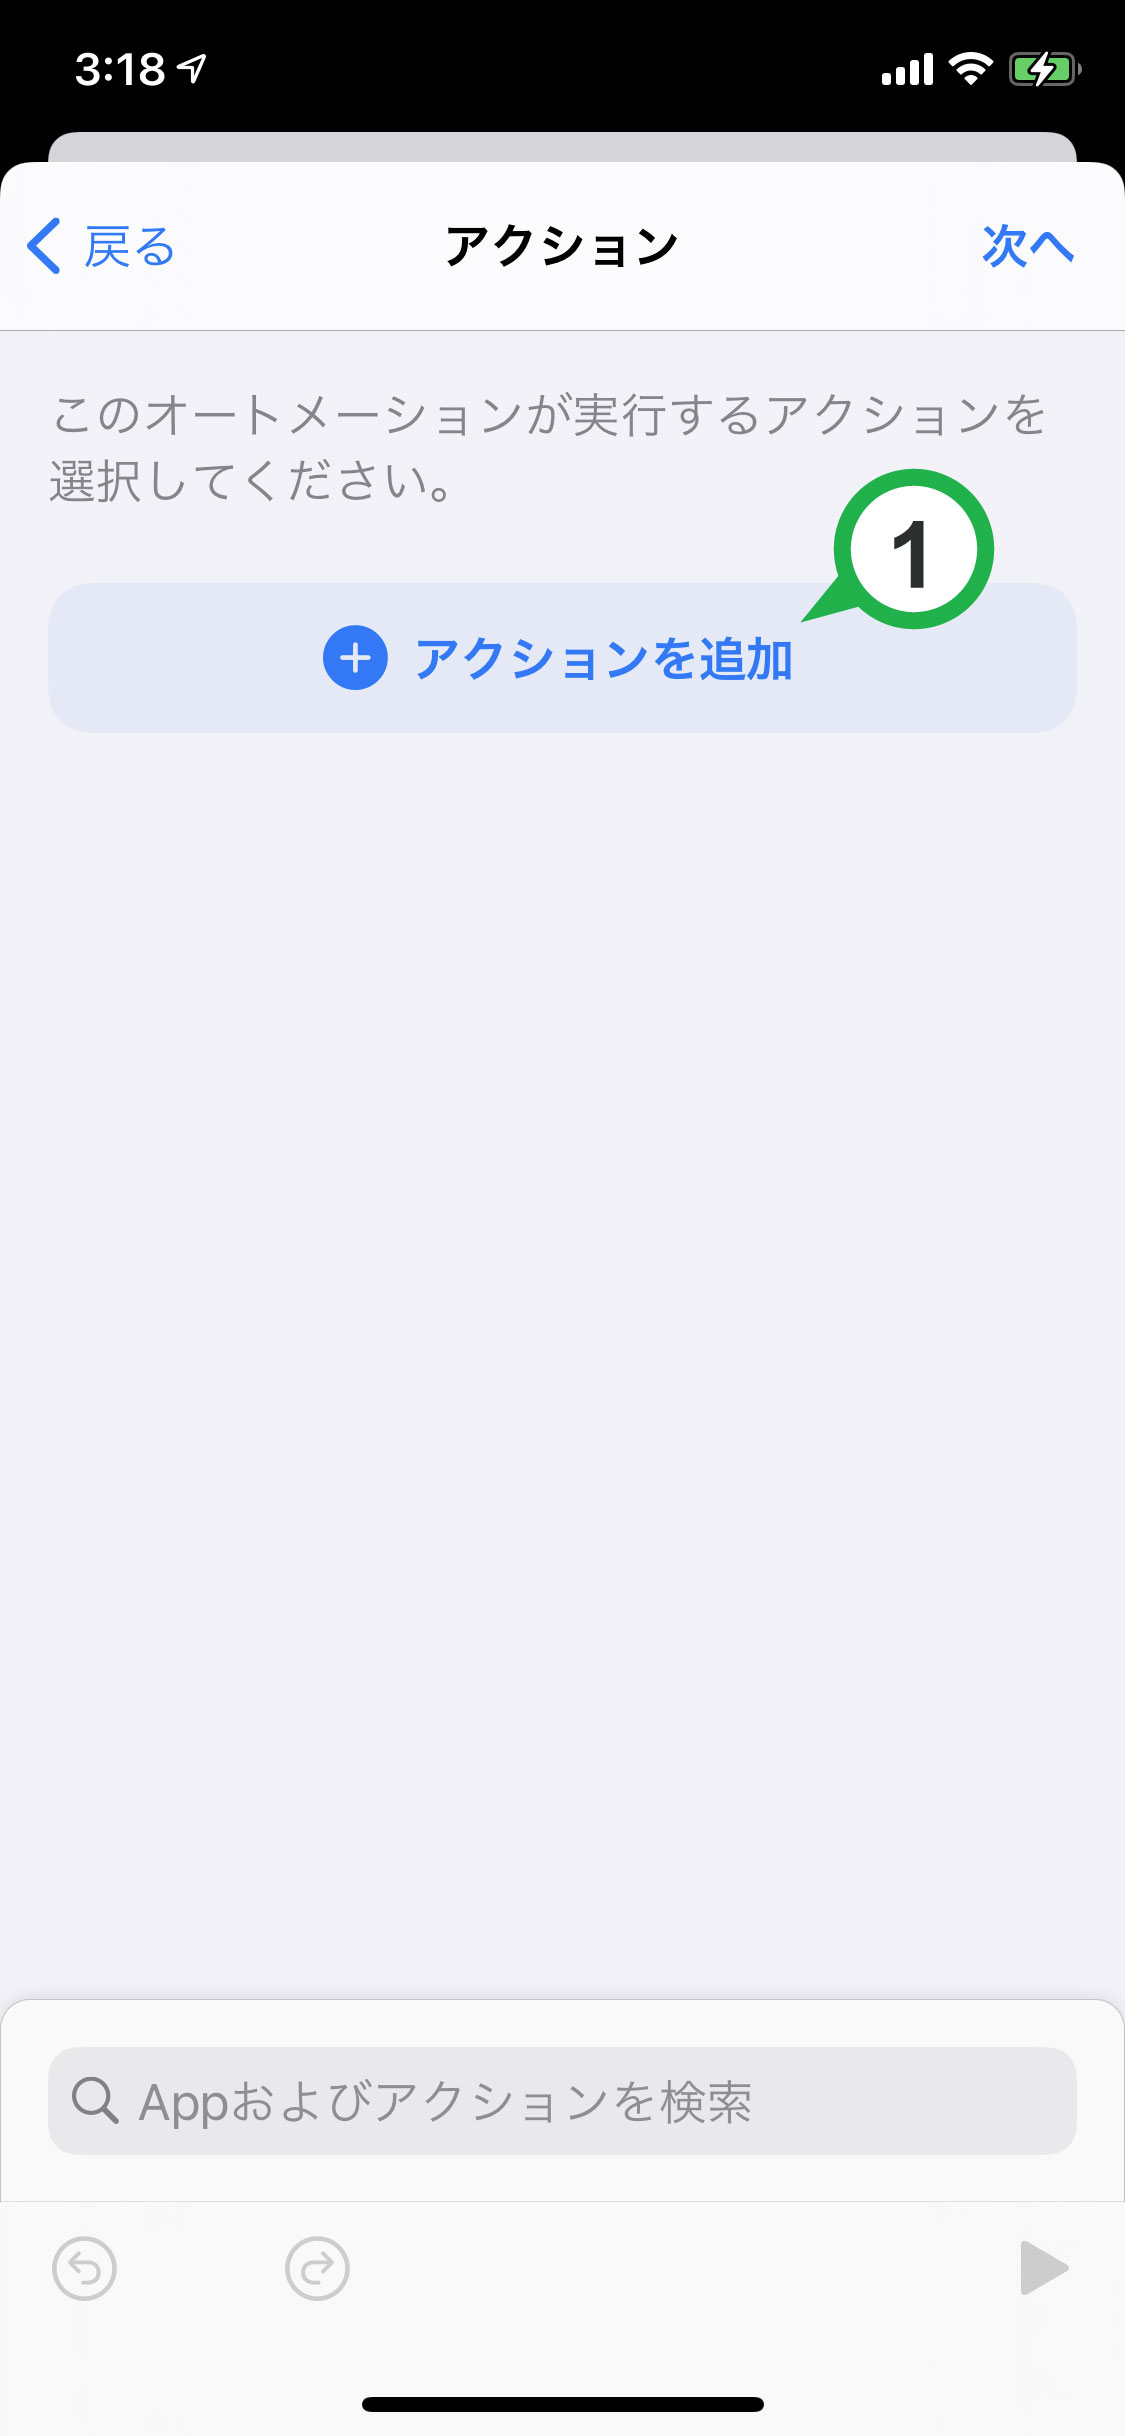 3:18
戻る
アクション
次へ
このオートメーションが実行するアクションを
選択してください。
1
アクションを追加
Appおよびアクションを検索